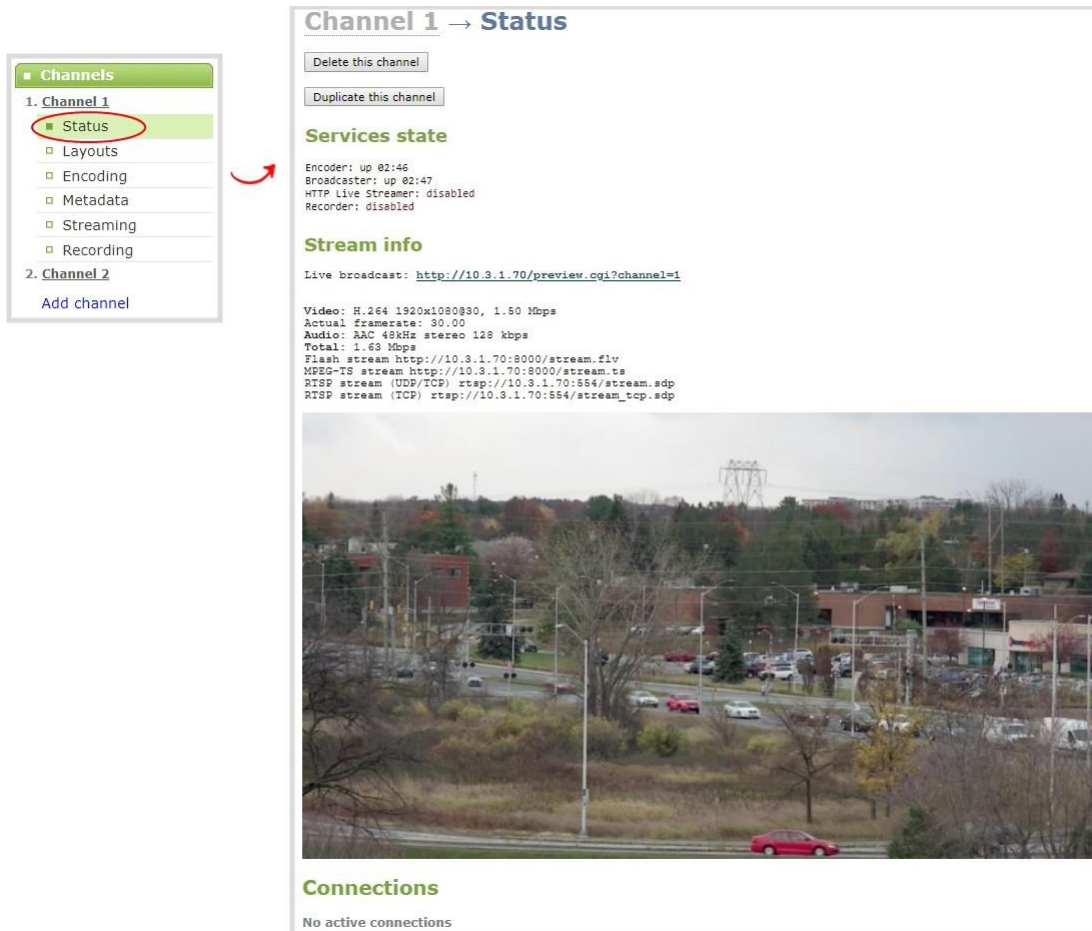 Channels
1. Channel 1
Status
Layouts
Encoding
Metadata
Streaming
Recording
2. Channel 2
Add channel
Channel 1 → Status
Delete this channel
Duplicate this channel
Services state
Encoder: up 02:46
Broadcaster: up 02:47
HTTP Live Streamer: disabled
Recorder: disabled
Stream info
Live broadcast: http://10.3.1.70/preview.cgi?channel=1
Video: H.264 1920x1080@30, 1.50 Mbps
Actual framerate: 30.00
Audio: AAC 48kHz stereo 128 kbps
Total: 1.63 Mbps
Flash stream http://10.3.1.70:8000/stream.flv
MPEG-TS stream http://10.3.1.70:8000/stream.ts
RTSP stream (UDP/TCP) rtsp://10.3.1.70:554/stream.sdp
RTSP stream (TCP) rtsp://10.3.1.70:554/stream_tcp.sdp
Connections
No active connections